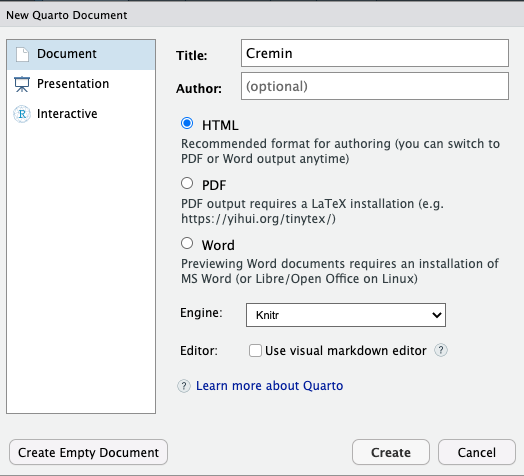 New Quarto Document
Document
Presentation
Interactive
Title: Cremin
Author: (optional)
HTML
Recommended format for authoring (you can switch to
PDF or Word output anytime)
PDF
PDF output requires a LaTeX installation (e.g.
https://yihui.org/tinytex/)
Word
Previewing Word documents requires an installation of
MS Word (or Libre/Open Office on Linux)
Engine: Knitr
Editor: Use visual markdown editor ?
? Learn more about Quarto
Create Empty Document Create Cancel